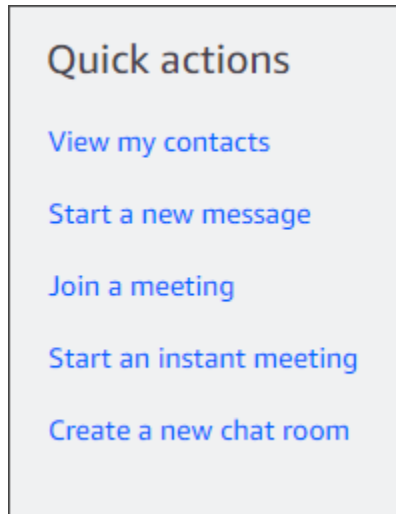 Quick actions
View my contacts
Start a new message
Join a meeting
Start an instant meeting
Create a new chat room